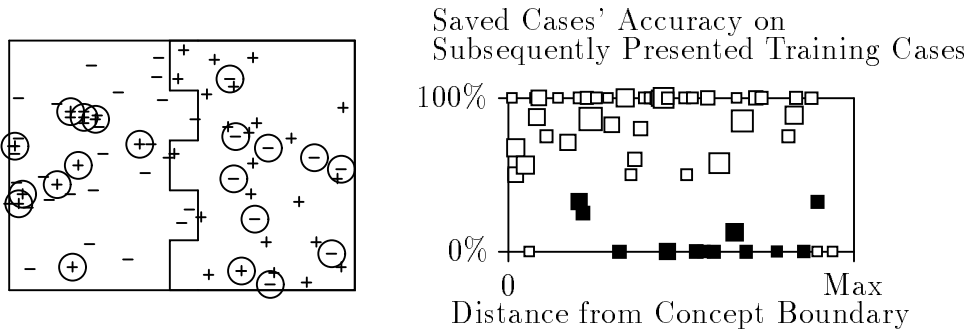 Saved Cases' Accuracy on
Subsequently Presented Training Cases
100%
0%
0
Max
Distance from Concept Boundary